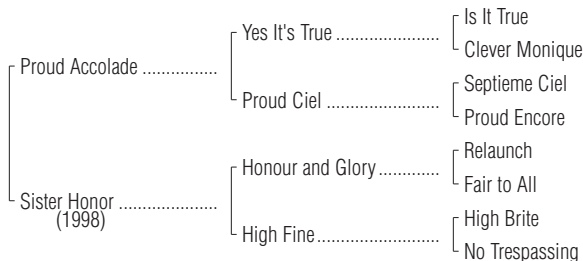 Is It True
Yes It's True ..................
Clever Monique
Proud Accolade ...............
Septieme Ciel
Proud Ciel ......................
Proud Encore
Relaunch
Honour and Glory ............
Fair to All
Sister Honor ....................
(1998)
High Brite
High Fine.........................
No Trespassing